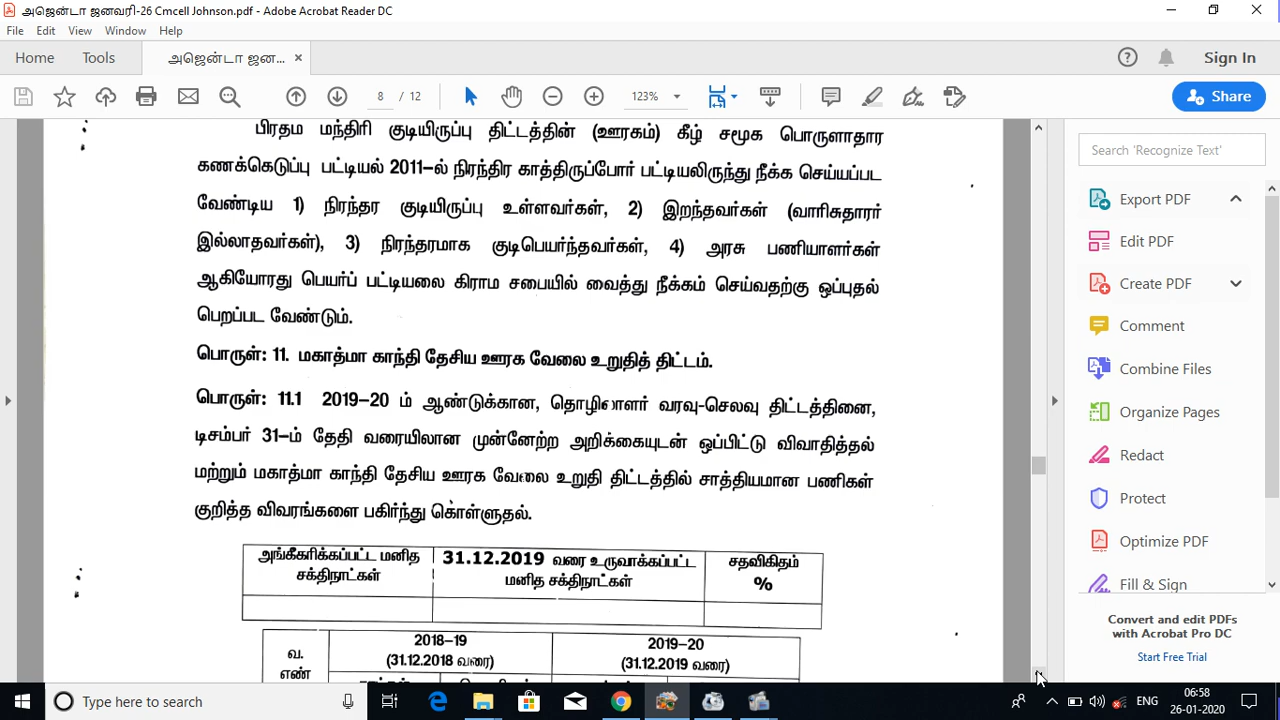 அஜென்டா ஜனவரி-26 Cmcell Johnson.pdf - Adobe Acrobat Reader DC
File Edit View Window Help
Home Tools அஜென்டா ஜன... × Sign In
8 / 12 123% Share
பிரதம மந்திரி குடியிருப்பு திட்டத்தின் (ஊரகம்) கீழ் சமூக பொருளாதார
கணக்கெடுப்பு பட்டியல் 2011-ல் நிரந்திர காத்திருப்போர் பட்டியலிருந்து நீக்க செய்யப்பட
வேண்டிய 1) நிரந்தர குடியிருப்பு உள்ளவர்கள், 2) இறந்தவர்கள் (வாரிசுதாரர்
இல்லாதவர்கள்), 3) நிரந்தரமாக குடிபெயர்ந்தவர்கள், 4) அரசு பணியாளர்கள்
ஆகியோரது பெயர்ப் பட்டியலை கிராம சபையில் வைத்து நீக்கம் செய்வதற்கு ஒப்புதல்
பெறப்பட வேண்டும்.
பொருள்: 11. மகாத்மா காந்தி தேசிய ஊரக வேலை உறுதித் திட்டம்.
பொருள்: 11.1 2019-20 ம் ஆண்டுக்கான, தொழிலாளர் வரவு-செலவு திட்டத்தினை,
டிசம்பர் 31-ம் தேதி வரையிலான முன்னேற்ற அறிக்கையுடன் ஒப்பிட்டு விவாதித்தல்
மற்றும் மகாத்மா காந்தி தேசிய ஊரக வேலை உறுதி திட்டத்தில் சாத்தியமான பணிகள்
குறித்த விவரங்களை பகிர்ந்து கொள்ளுதல்.
அங்கீகரிக்கப்பட்ட மனித சக்திநாட்கள்
31.12.2019 வரை உருவாக்கப்பட்ட மனித சக்திநாட்கள்
சதவிகிதம் %
வ. எண்
2018-19 (31.12.2018 வரை)
2019-20 (31.12.2019 வரை)
Search 'Recognize Text'
Export PDF
Edit PDF
Create PDF
Comment
Combine Files
Organize Pages
Redact
Protect
Optimize PDF
Fill & Sign
Convert and edit PDFs
with Acrobat Pro DC
Start Free Trial
Type here to search
ENG
06:58
26-01-2020